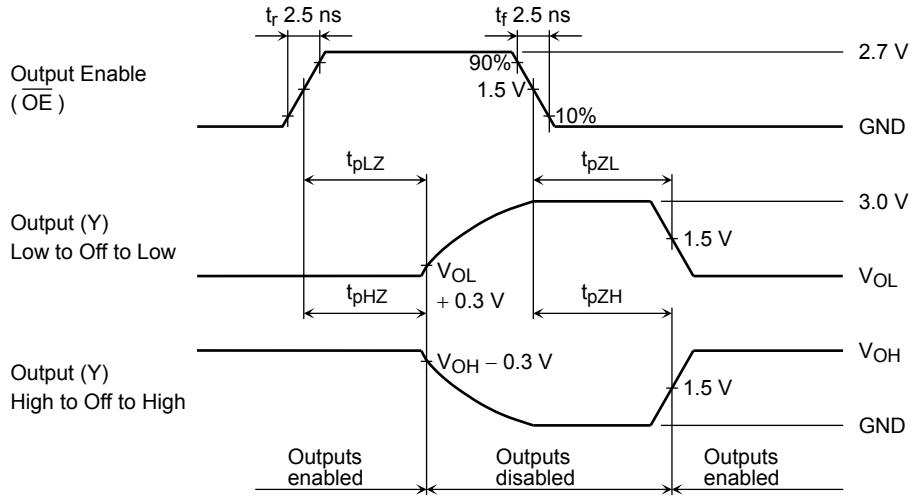 tr 2.5 ns
tf 2.5 ns
Output Enable
( OE )
90%
1.5 V
10%
2.7 V
GND
tpLZ
tpZL
3.0 V
Output (Y)
Low to Off to Low
1.5 V
VOL
+ 0.3 V
VOL
tpHZ
tpZH
VOH
Output (Y)
High to Off to High
VOH − 0.3 V
1.5 V
GND
Outputs
enabled
Outputs
disabled
Outputs
enabled